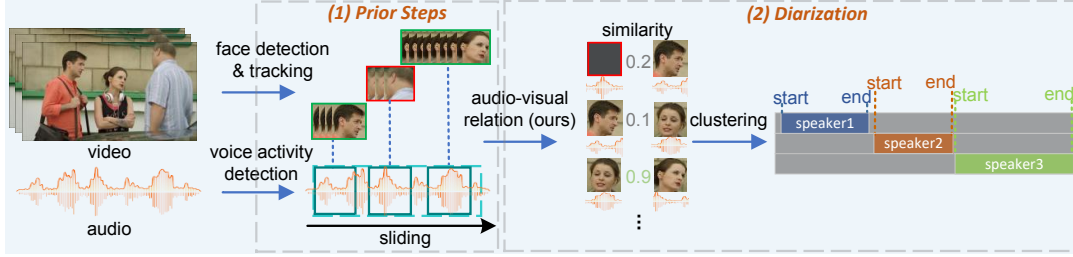 (1) Prior Steps
(2) Diarization
face detection
& tracking
video
voice activity
detection
audio
sliding
audio-visual
relation (ours)
similarity
0.2
0.1
0.9
...
clustering
start
end
start
end
start
end
speaker1
speaker2
speaker3